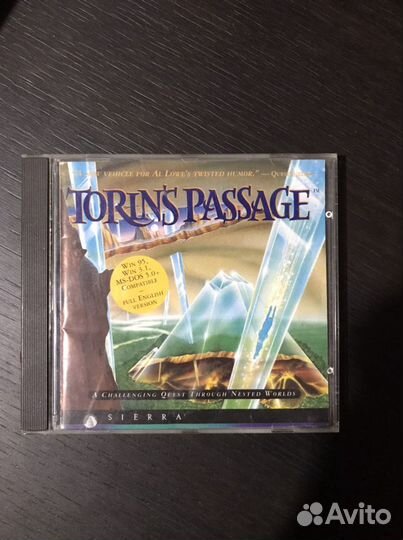 VEHICLE FOR AL LOWE'S TWISTED HUMOR." —
TORIN'S PASSAGE™
WIN 95,
WIN 3.1,
MS-DOS 5.0+
COMPATIBLE
–
FULL ENGLISH
VERSION
A CHALLENGING QUEST THROUGH NESTED WORLDS
SIERRA
Avito